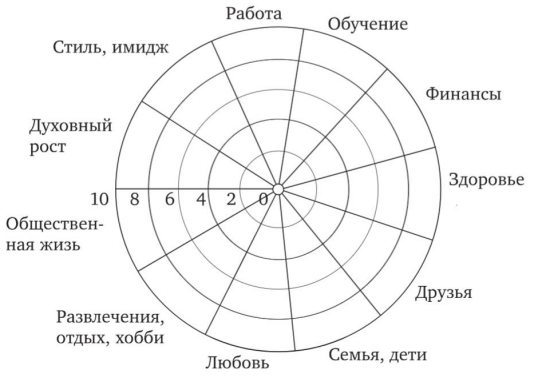 Работа
Обучение
Стиль, имидж
Финансы
Духовный
рост
Здоровье
10 8 6 4 2 0
Обществен-
ная жизь
Друзья
Развлечения,
отдых, хобби
Семья, дети
Любовь